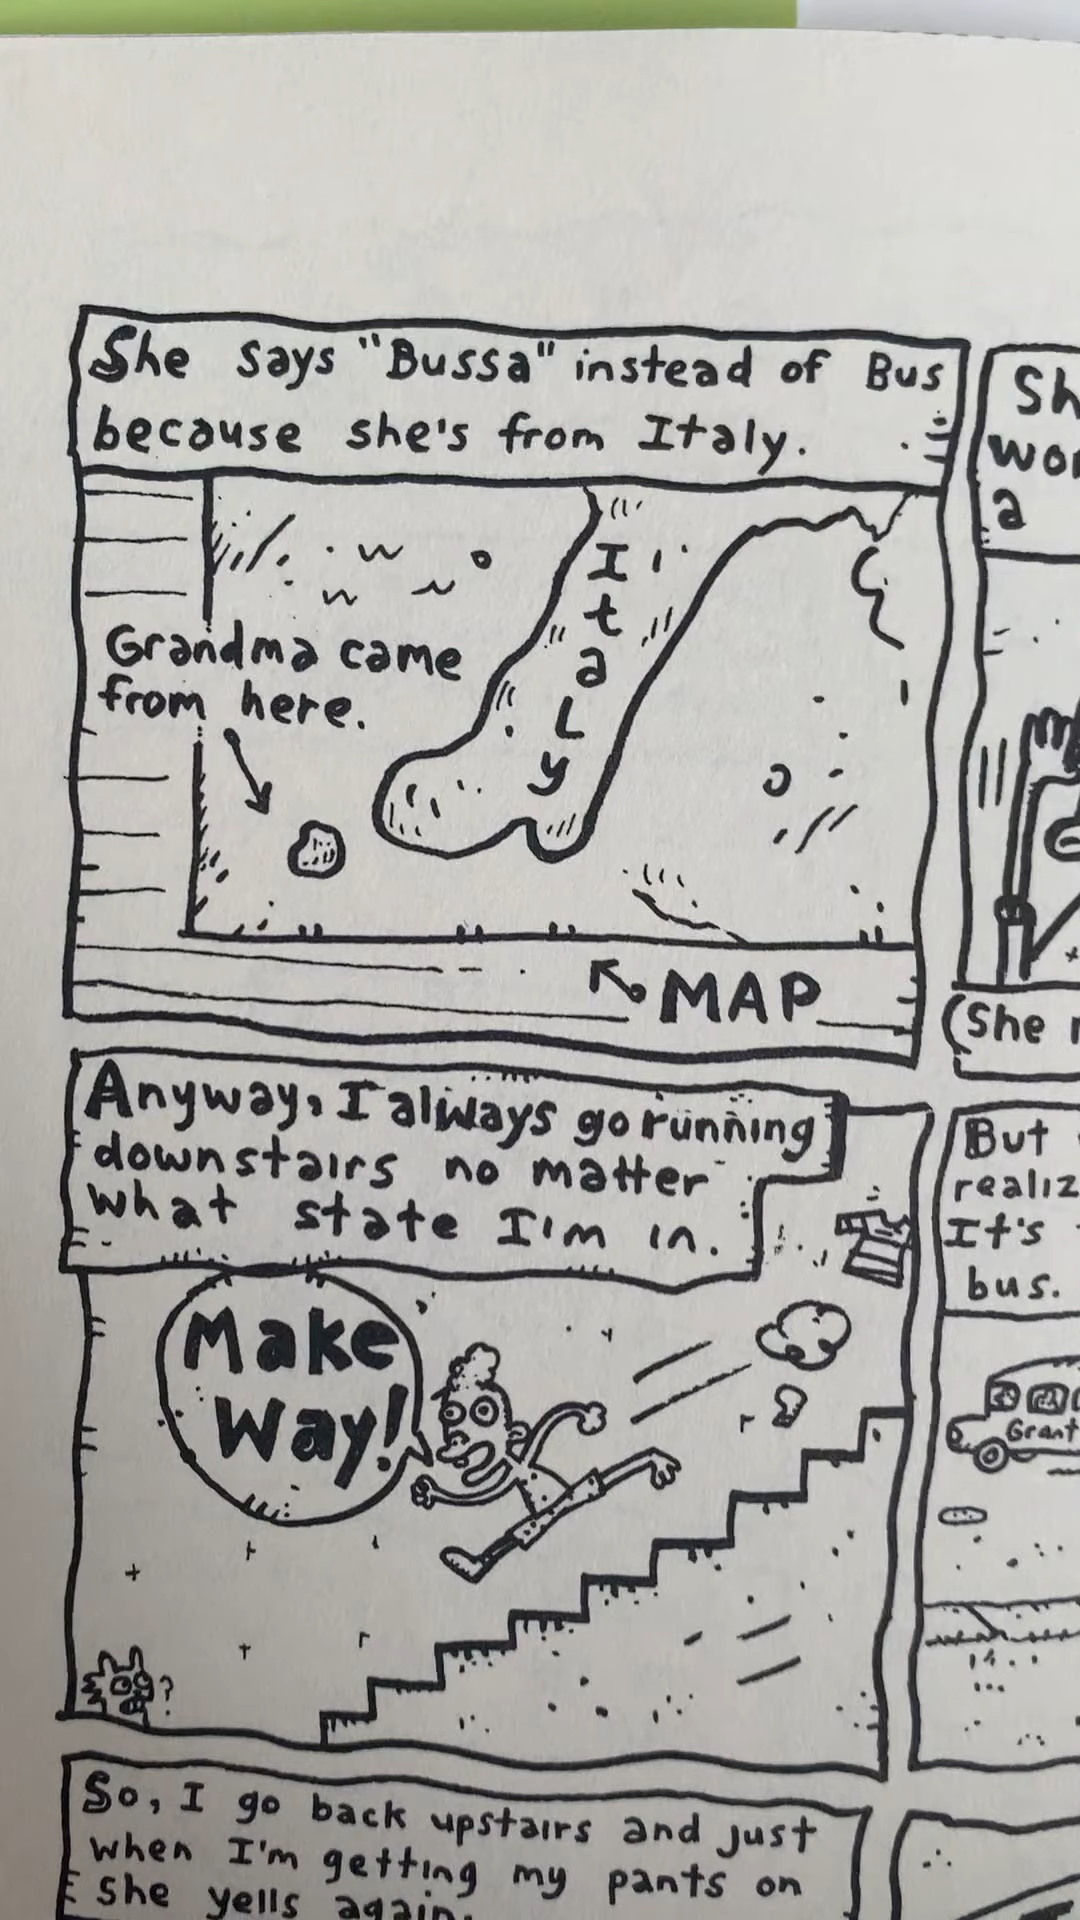 She says "Bussa" instead of Bus
because she's from Italy.
Italy
Grandma came
from here.
MAP
Sh
a
(She
Anyway, I always go running
downstairs no matter
what state I'm in.
Make
Way!
?
But
realiz
It's
bus.
Grant
So, I go back upstairs and just
when I'm getting my pants on
she yells again.